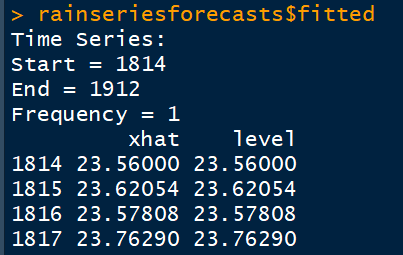 > rainseriesforecasts$fitted
Time Series:
Start = 1814
End = 1912
Frequency = 1
         xhat    level
1814 23.56000 23.56000
1815 23.62054 23.62054
1816 23.57808 23.57808
1817 23.76290 23.76290